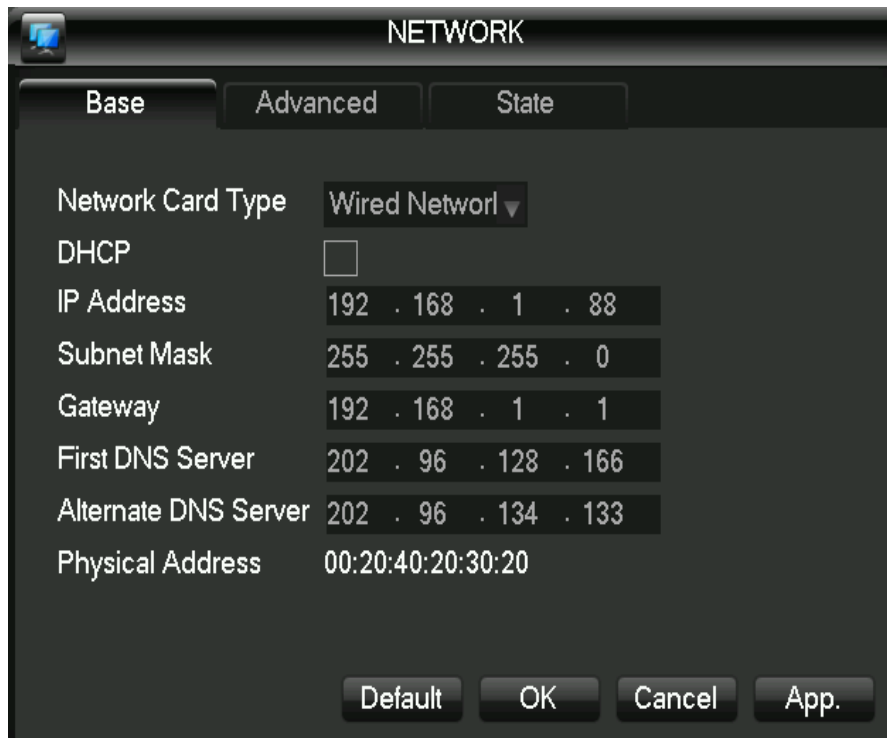 NETWORK
Base Advanced State
Network Card Type Wired Networl
DHCP
IP Address 192 . 168 . 1 . 88
Subnet Mask 255 . 255 . 255 . 0
Gateway 192 . 168 . 1 . 1
First DNS Server 202 . 96 . 128 . 166
Alternate DNS Server 202 . 96 . 134 . 133
Physical Address 00:20:40:20:30:20
Default OK Cancel App.